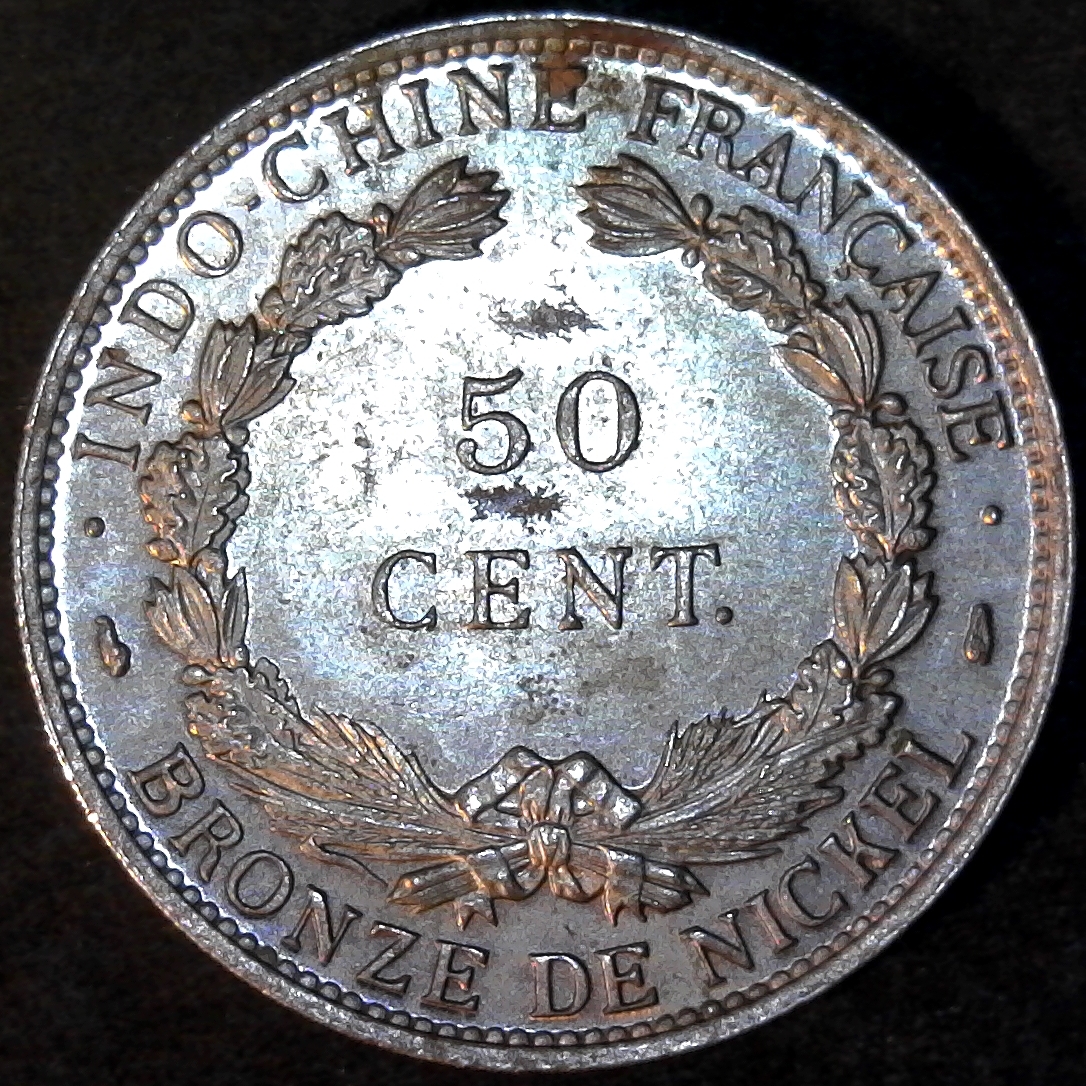 INDO-CHINE FRANÇAISE
50
CENT.
BRONZE DE NICKEL